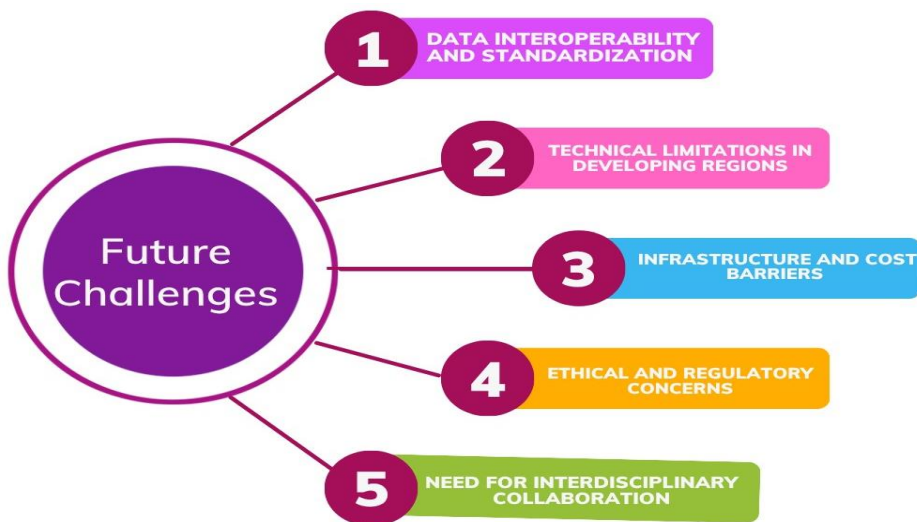 Future
Challenges
1
DATA INTEROPERABILITY
AND STANDARDIZATION
2
TECHNICAL LIMITATIONS IN
DEVELOPING REGIONS
3
INFRASTRUCTURE AND COST
BARRIERS
4
ETHICAL AND REGULATORY
CONCERNS
5
NEED FOR INTERDISCIPLINARY
COLLABORATION